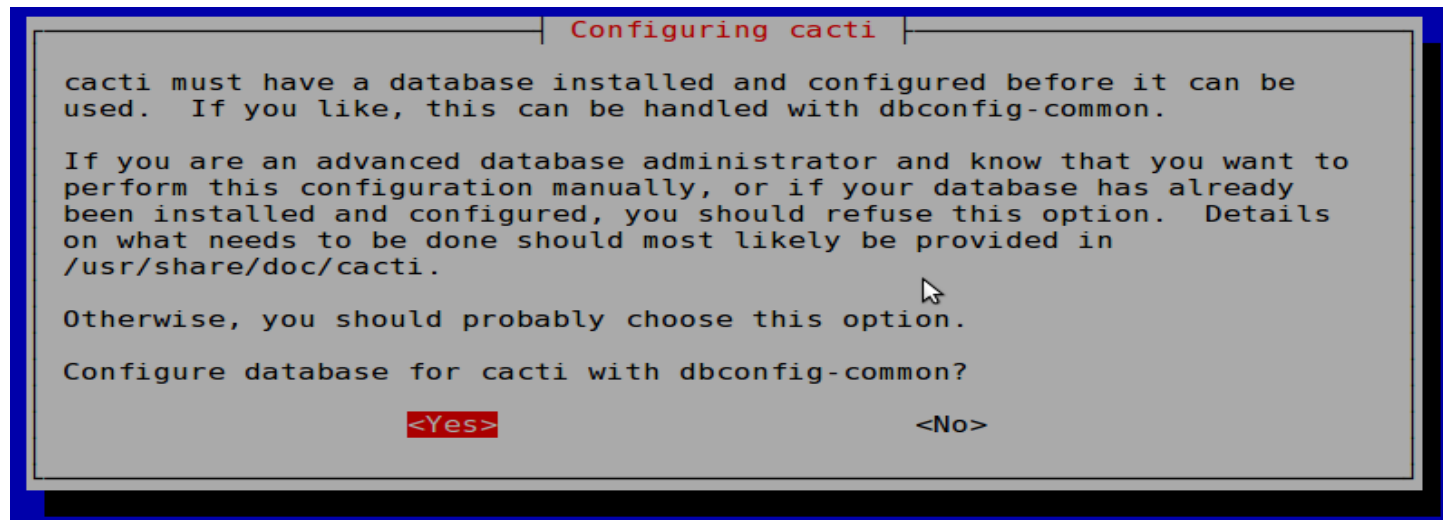 Configuring cacti
cacti must have a database installed and configured before it can be
used.  If you like, this can be handled with dbconfig-common.
If you are an advanced database administrator and know that you want to
perform this configuration manually, or if your database has already
been installed and configured, you should refuse this option.  Details
on what needs to be done should most likely be provided in
/usr/share/doc/cacti.
Otherwise, you should probably choose this option.
Configure database for cacti with dbconfig-common?
<Yes> <No>